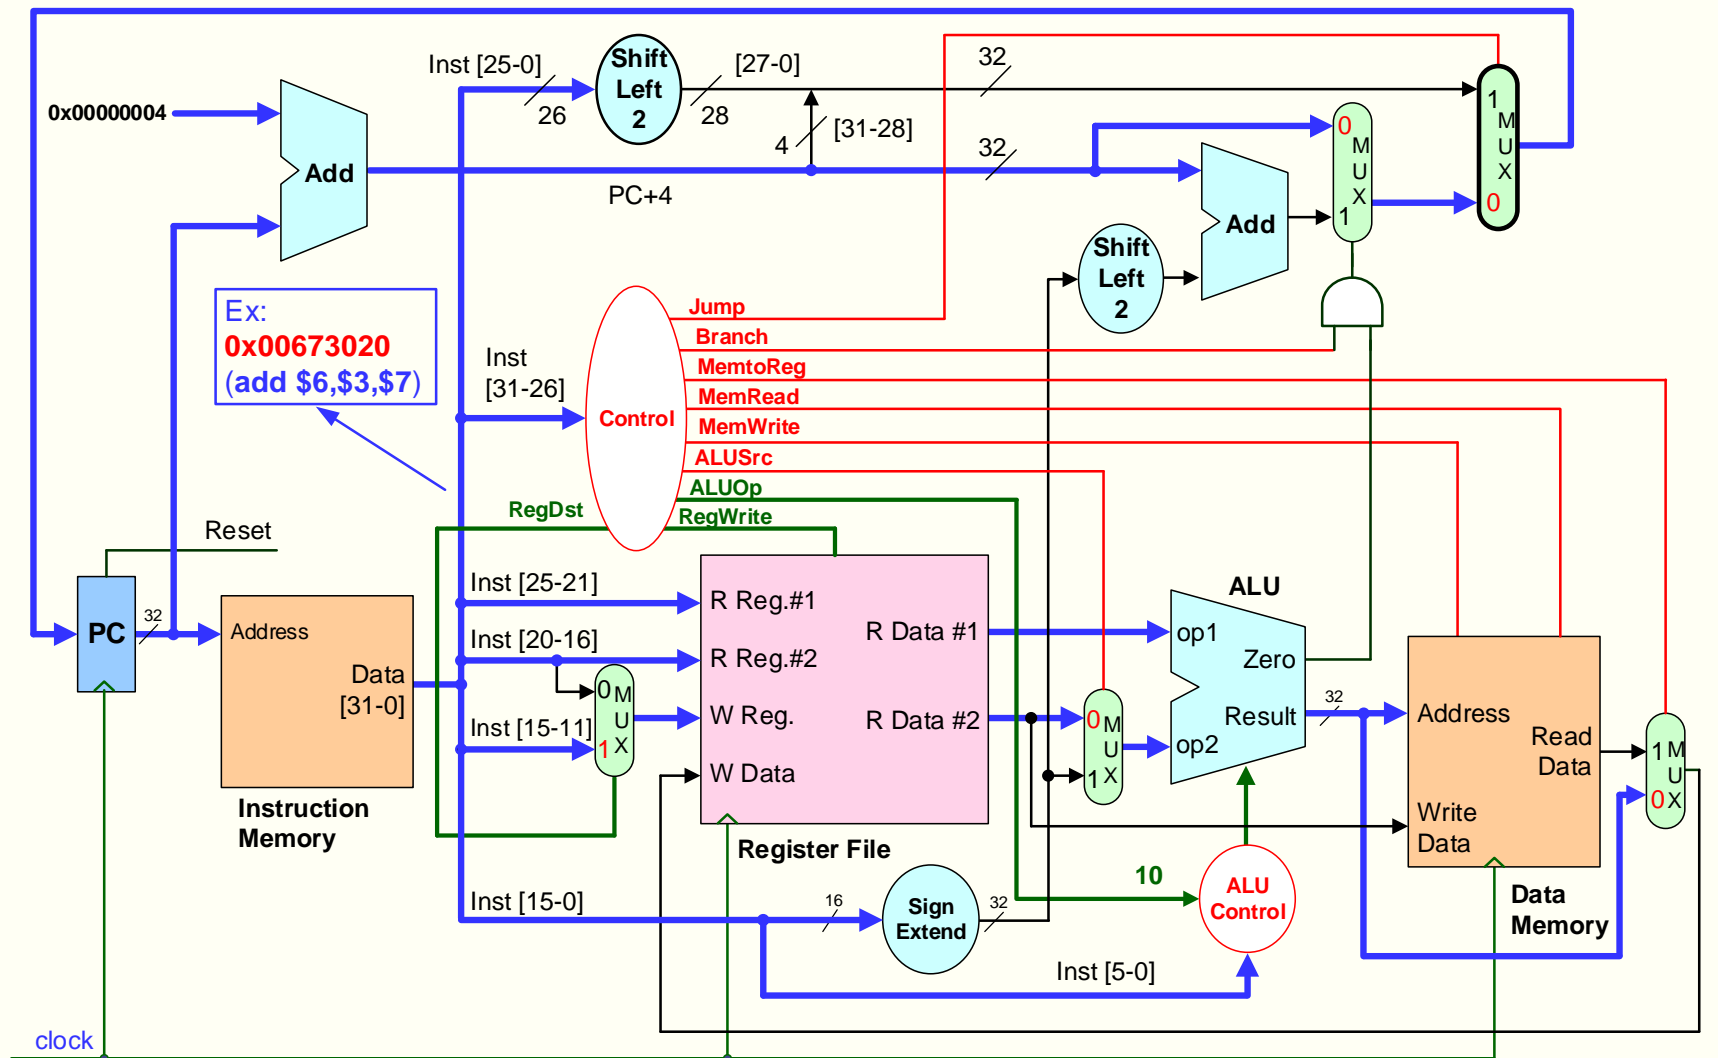 Inst [25-0]
26
Shift
Left
2
[27-0]
28
32
0x00000004
4
[31-28]
Add
PC+4
32
0
M
U
X
1
1
M
U
X
0
Add
Shift
Left
2
Ex:
0x00673020
(add $6,$3,$7)
Inst
[31-26]
Control
Jump
Branch
MemtoReg
MemRead
MemWrite
ALUSrc
ALUOp
RegDst
RegWrite
Reset
PC
32
Address
Data
[31-0]
Instruction
Memory
Inst [25-21]
Inst [20-16]
Inst [15-11]
0
M
U
X
1
R Reg.#1
R Reg.#2
W Reg.
W Data
R Data #1
R Data #2
Register File
0
M
U
X
1
ALU
op1
Zero
Result
op2
32
Address
Read
Data
Write
Data
Data
Memory
1
M
U
X
0
Inst [15-0]
16
Sign
Extend
32
10
ALU
Control
Inst [5-0]
clock